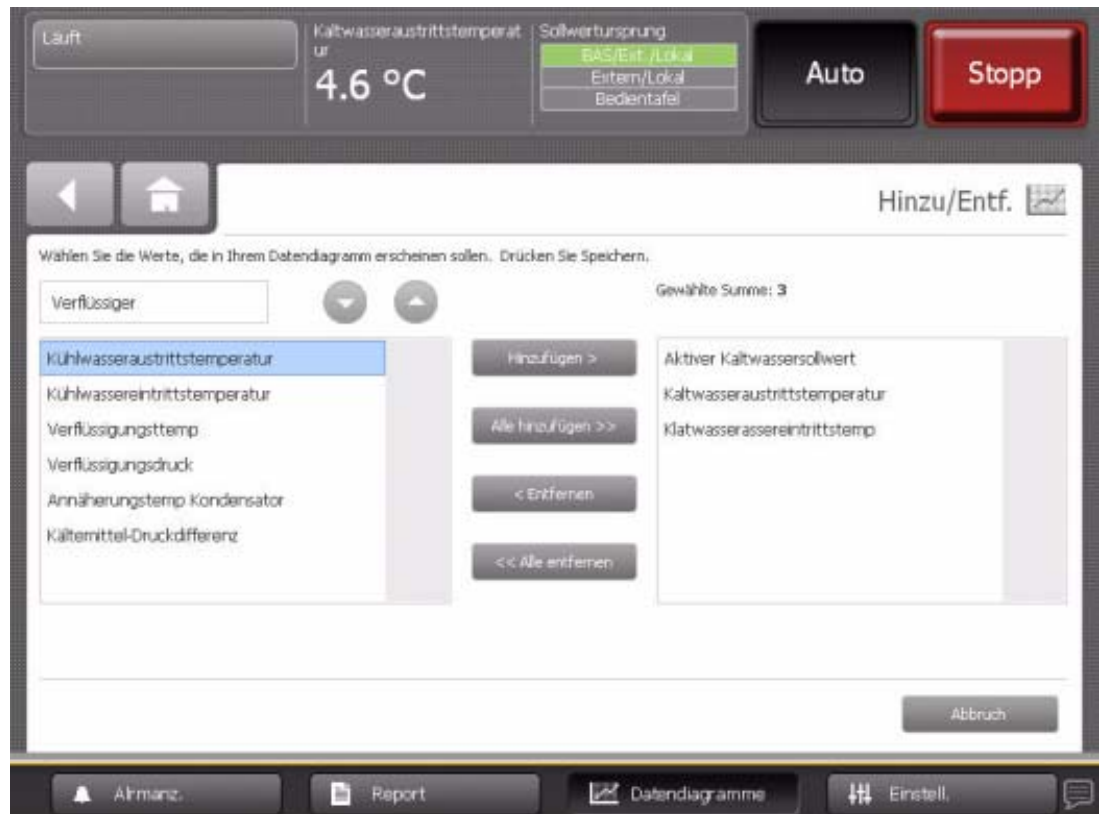 Läuft
Kaltwasseraustrittstemperat
ur
4.6 °C
Sollwertursprung
BAS/Ext./Lokal
Extern/Lokal
Bedientafel
Auto
Stopp
Hinzu/Entf.
Wählen Sie die Werte, die in Ihrem Datendiagramm erscheinen sollen. Drücken Sie Speichern.
Verflüssiger
Gewählte Summe: 3
Kühlwasseraustrittstemperatur
Kühlwassereintrittstemperatur
Verflüssigungsttemp
Verflüssigungsdruck
Annäherungstemp Kondensator
Kältemittel-Druckdifferenz
Hinzufügen >
Alle hinzufügen >>
< Entfernen
<< Alle entfernen
Aktiver Kaltwassersollwert
Kaltwasseraustrittstemperatur
Klatwasserassereintrittstemp
Abbruch
Alrmanz.
Report
Datendiagramme
Einstell.